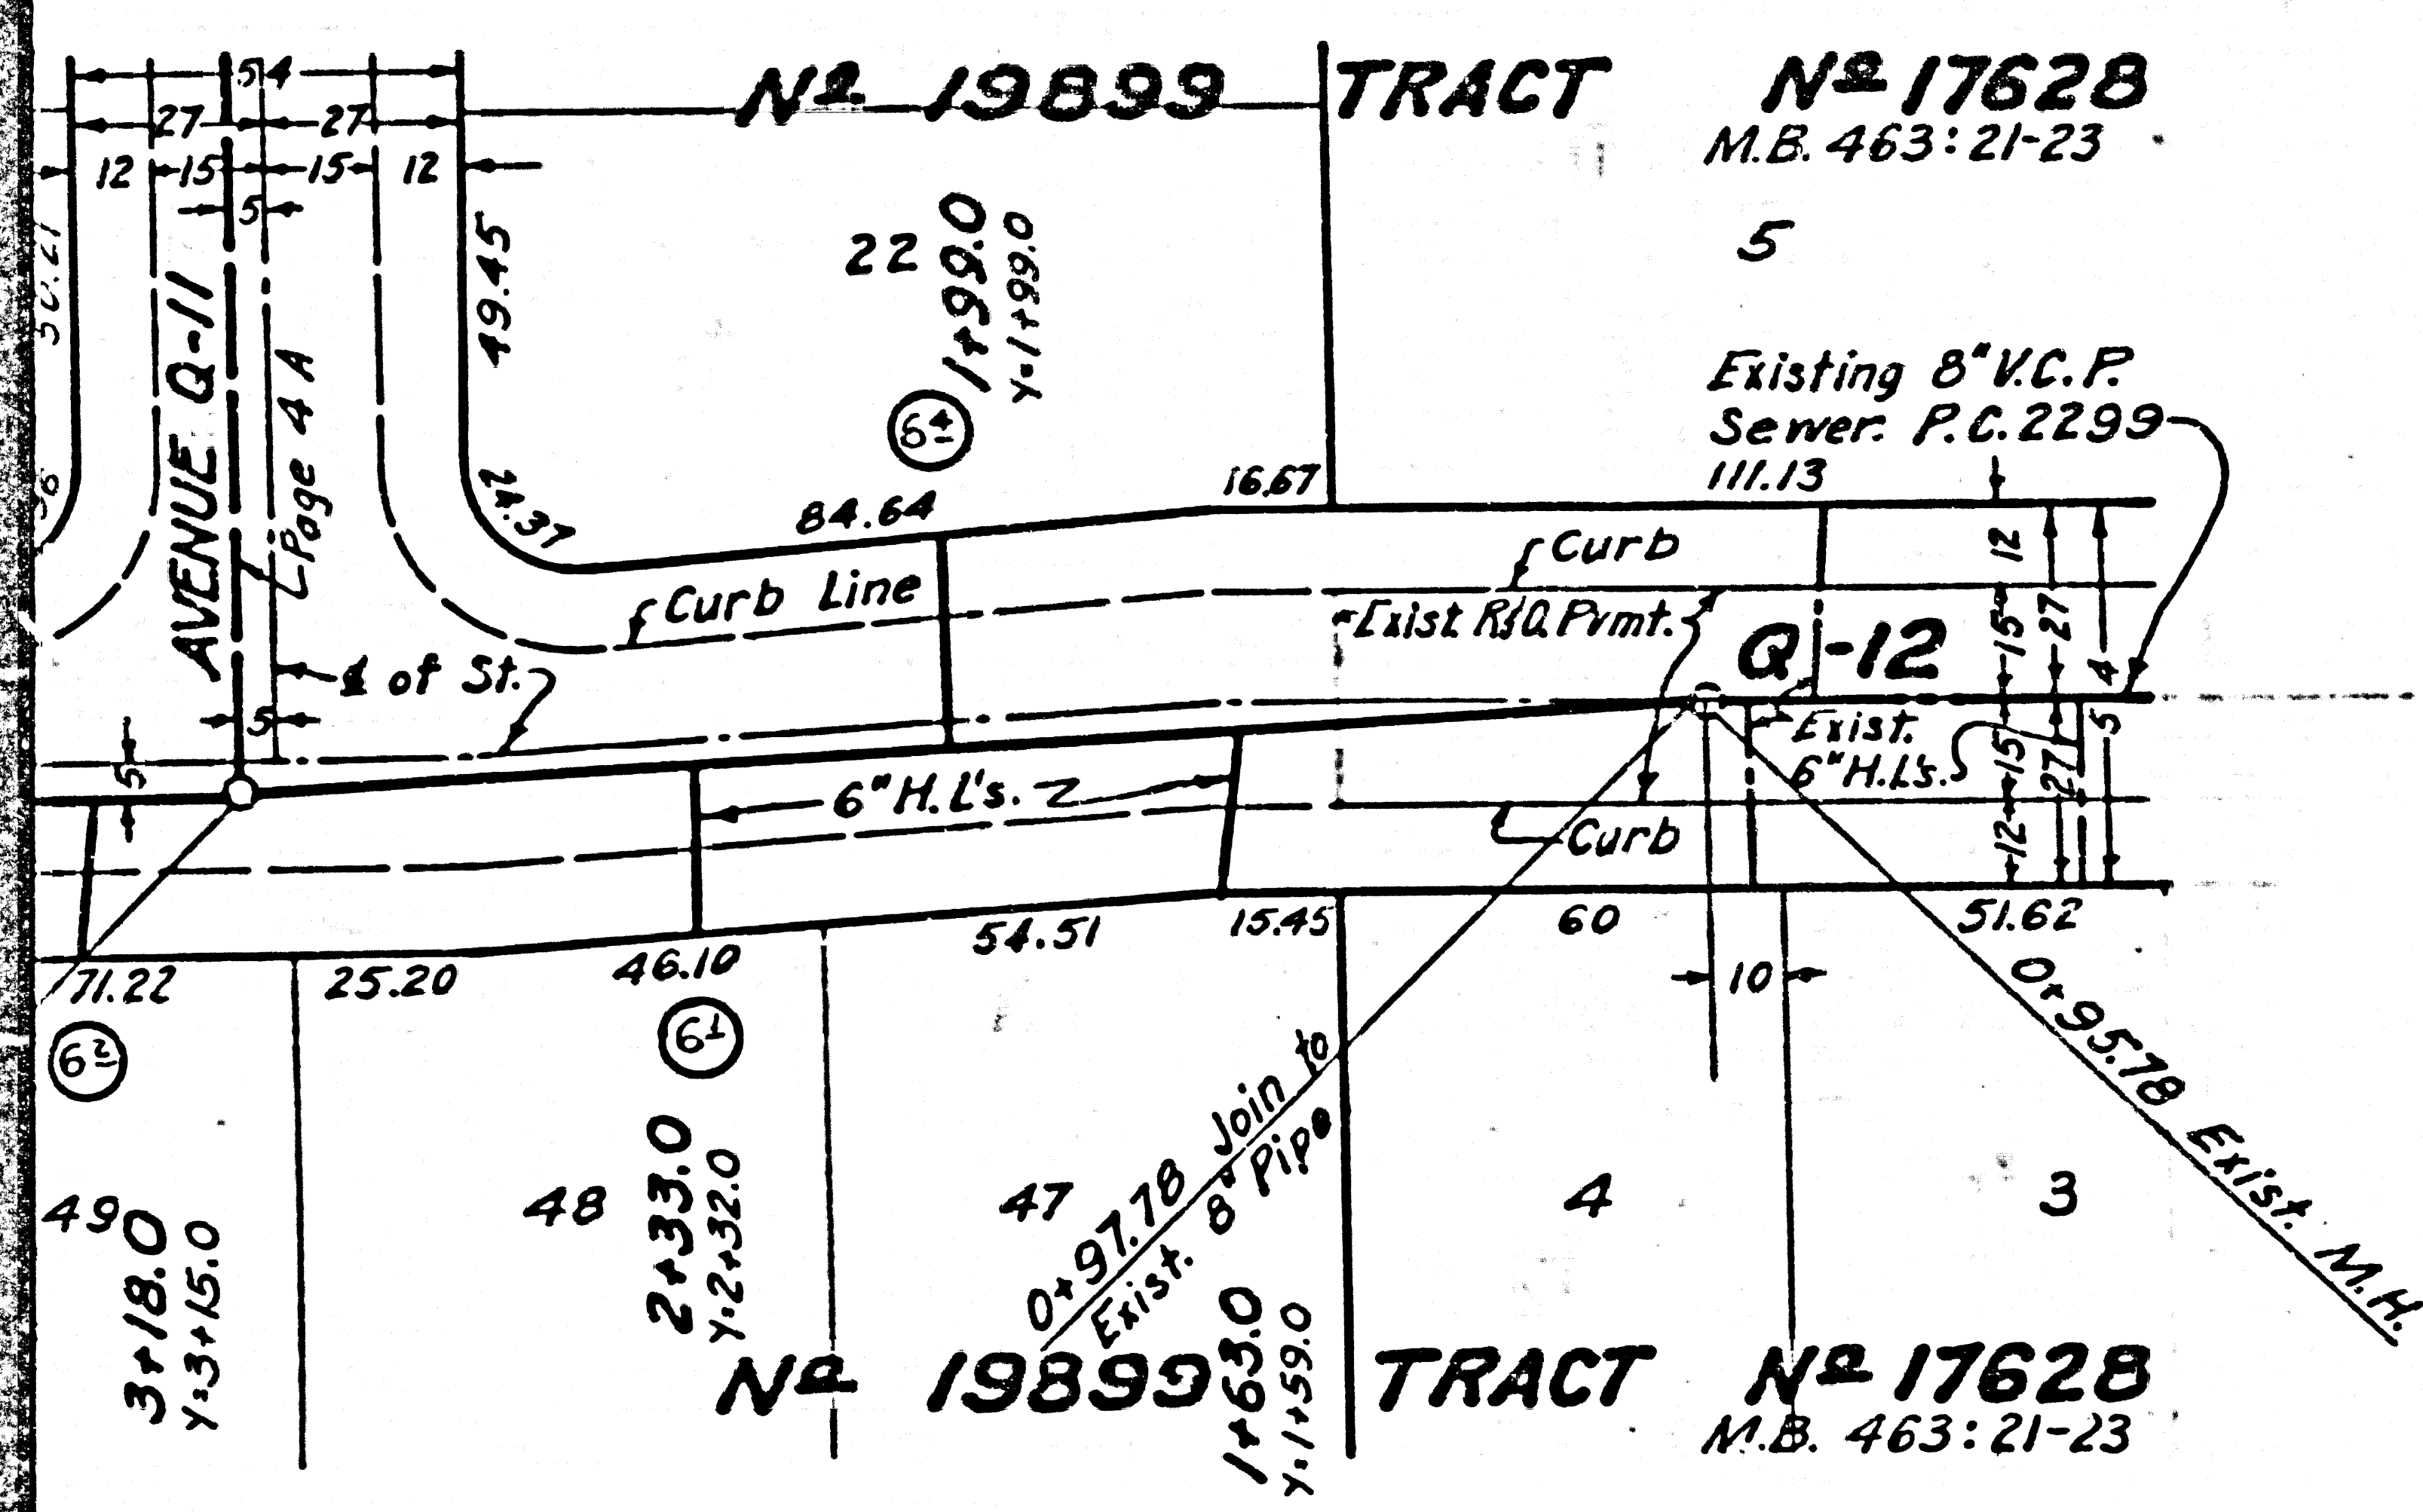 54
27 27
12 15 15 12
5
50.21
49.45
24.37
AVENUE Q-11
Page 4 A
Nº 19899
TRACT Nº 17628
M.B. 463:21-23
22
1+99.0
Y=1+99.0
64
5
Existing 8" V.C.P.
Sewer. P.C. 2299
84.64
16.67
111.13
Curb Line
Curb
Exist R&O Pvmt.
Q-12
12
15
27
54
15
27
12
℄ of St.
5
5
6" H.L's.
Exist.
6" H.L's.
Curb
71.22
25.20
46.10
54.51
15.45
60
51.62
10
62
61
49
3+18.0
Y=3+15.0
48
2+33.0
Y=2+32.0
47
0+97.78 Join to
Exist. 8" Pipe
1+63.0
Y=1+59.0
4
3
0+95.78 Exist. M.H.
Nº 19899
TRACT Nº 17628
M.B. 463:21-23